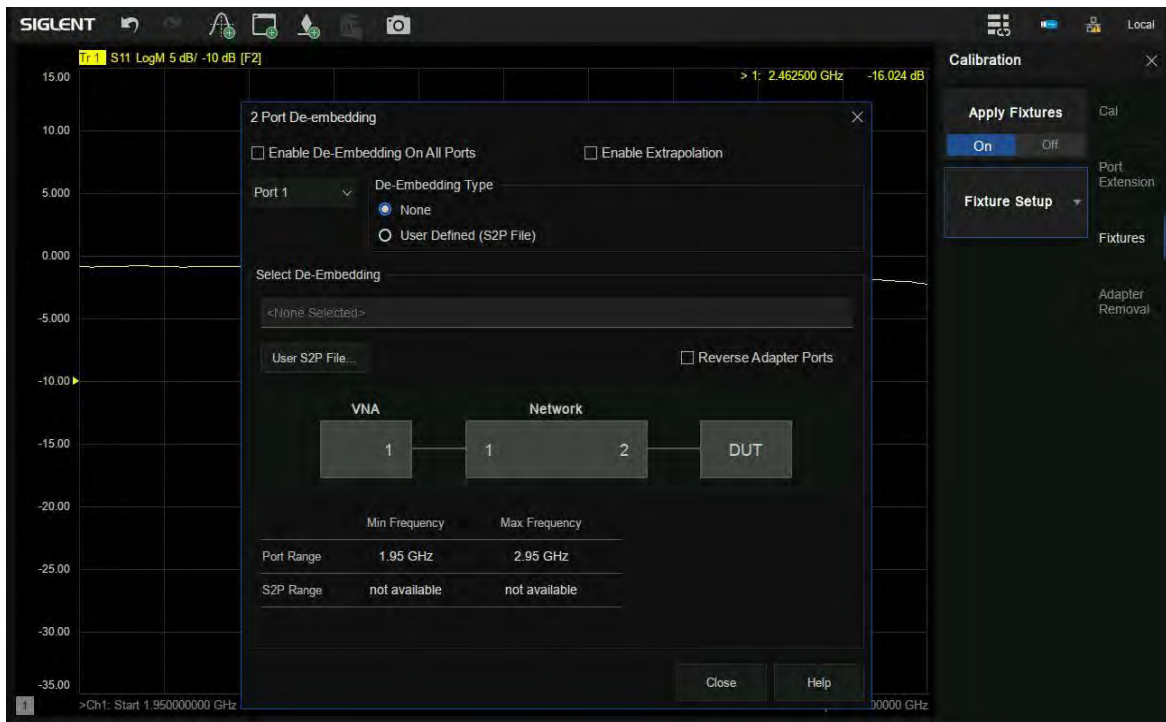 SIGLENT
Local
Tr 1 S11 LogM 5 dB/ -10 dB [F2]
> 1: 2.462500 GHz -16.024 dB
15.00
10.00
5.000
0.000
-5.000
-10.00
-15.00
-20.00
-25.00
-30.00
-35.00
2 Port De-embedding
Enable De-Embedding On All Ports
Enable Extrapolation
Port 1
De-Embedding Type
None
User Defined (S2P File)
Select De-Embedding
<None Selected>
User S2P File...
Reverse Adapter Ports
VNA Network
1 1 2 DUT
Min Frequency Max Frequency
Port Range 1.95 GHz 2.95 GHz
S2P Range not available not available
Close Help
1 >Ch1: Start 1.950000000 GHz
00000 GHz
Calibration
Apply Fixtures
On Off
Fixture Setup
Cal
Port
Extension
Fixtures
Adapter
Removal